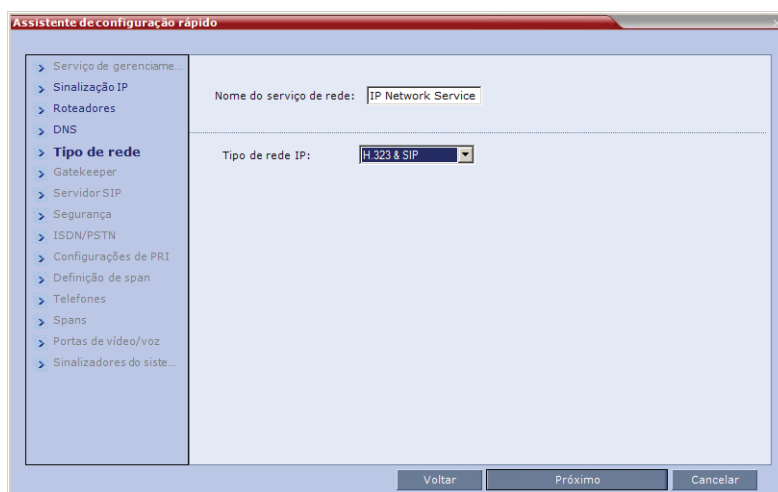 Assistente de configuração rápido
Serviço de gerenciame...
Sinalização IP
Roteadores
DNS
Tipo de rede
Gatekeeper
Servidor SIP
Segurança
ISDN/PSTN
Configurações de PRI
Definição de span
Telefones
Spans
Portas de vídeo/voz
Sinalizadores do siste...
Nome do serviço de rede: IP Network Service
Tipo de rede IP: H.323 & SIP
Voltar Próximo Cancelar